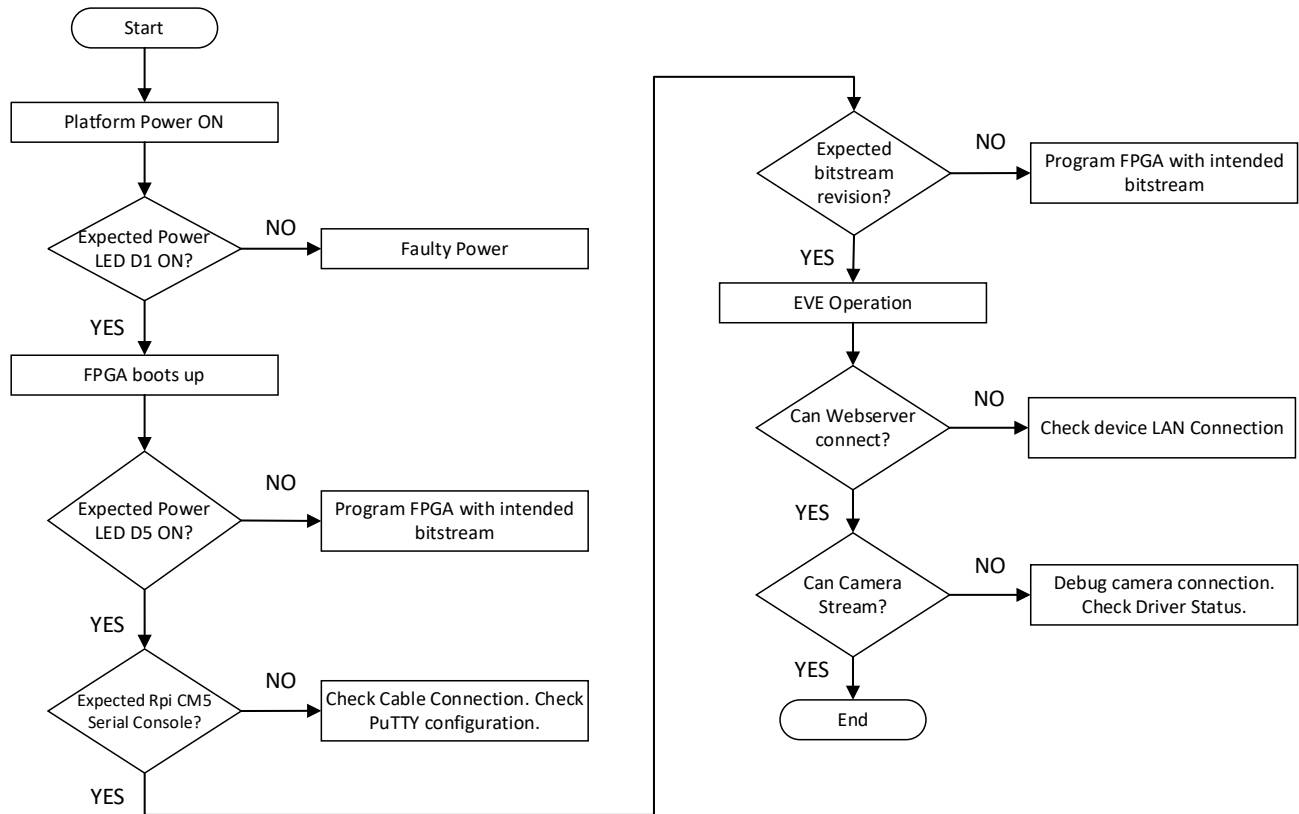 Start
Platform Power ON
Expected Power
LED D1 ON?
NO
Faulty Power
YES
FPGA boots up
Expected Power
LED D5 ON?
NO
Program FPGA with intended
bitstream
YES
Expected Rpi CM5
Serial Console?
NO
Check Cable Connection. Check
PuTTY configuration.
YES
Expected
bitstream
revision?
NO
Program FPGA with intended
bitstream
YES
EVE Operation
Can Webserver
connect?
NO
Check device LAN Connection
YES
Can Camera
Stream?
NO
Debug camera connection.
Check Driver Status.
YES
End